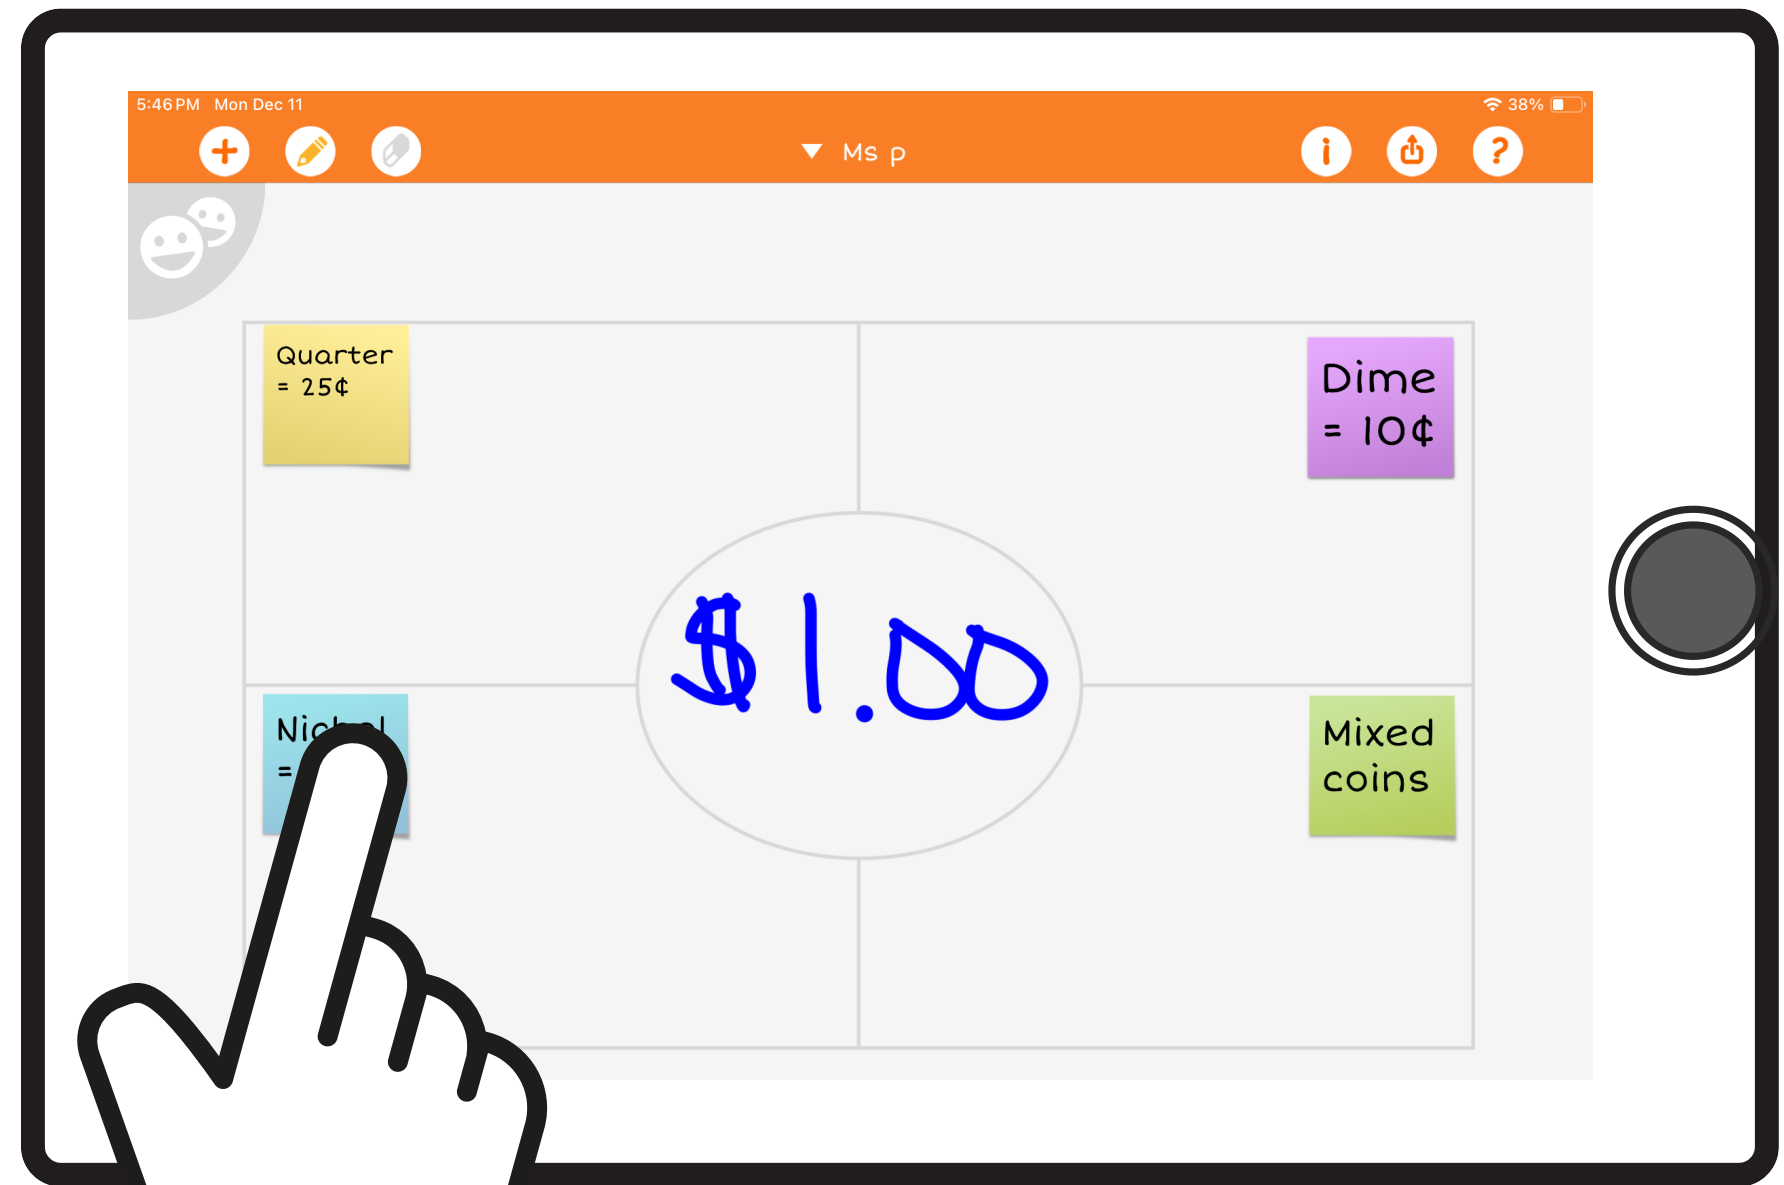 5:46 PM Mon Dec 11
38%
Ms p
Quarter
= 25¢
Dime
= 10¢
$1.00
=
Mixed
coins